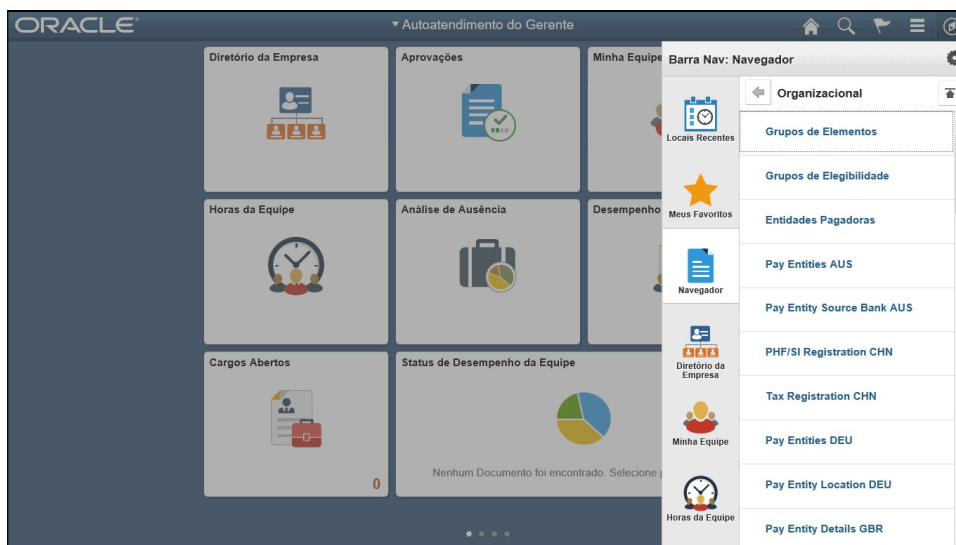 ORACLE
Autoatendimento do Gerente
Diretório da Empresa
Aprovações
Minha Equipe
Horas da Equipe
Análise de Ausência
Desempenho
Cargos Abertos
0
Status de Desempenho da Equipe
Nenhum Documento foi encontrado. Selecione
Barra Nav: Navegador
Locais Recentes
Meus Favoritos
Navegador
Diretório da
Empresa
Minha Equipe
Horas da Equipe
Organizacional
Grupos de Elementos
Grupos de Elegibilidade
Entidades Pagadoras
Pay Entities AUS
Pay Entity Source Bank AUS
PHF/SI Registration CHN
Tax Registration CHN
Pay Entities DEU
Pay Entity Location DEU
Pay Entity Details GBR